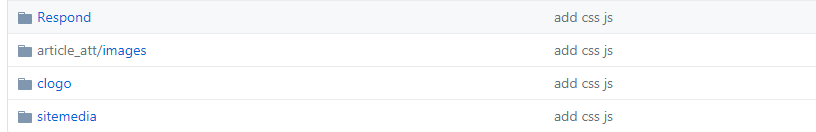 Respond add css js
article_att/images add css js
clogo add css js
sitemedia add css js